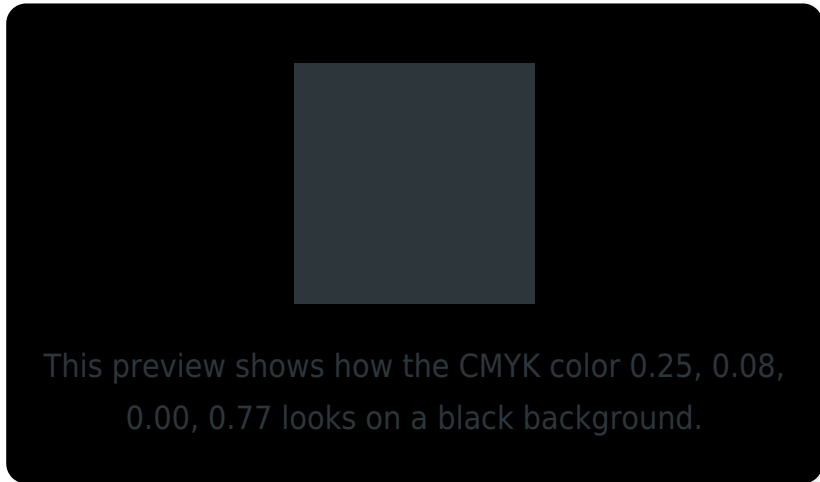 This preview shows how the CMYK color 0.25, 0.08,
0.00, 0.77 looks on a black background.